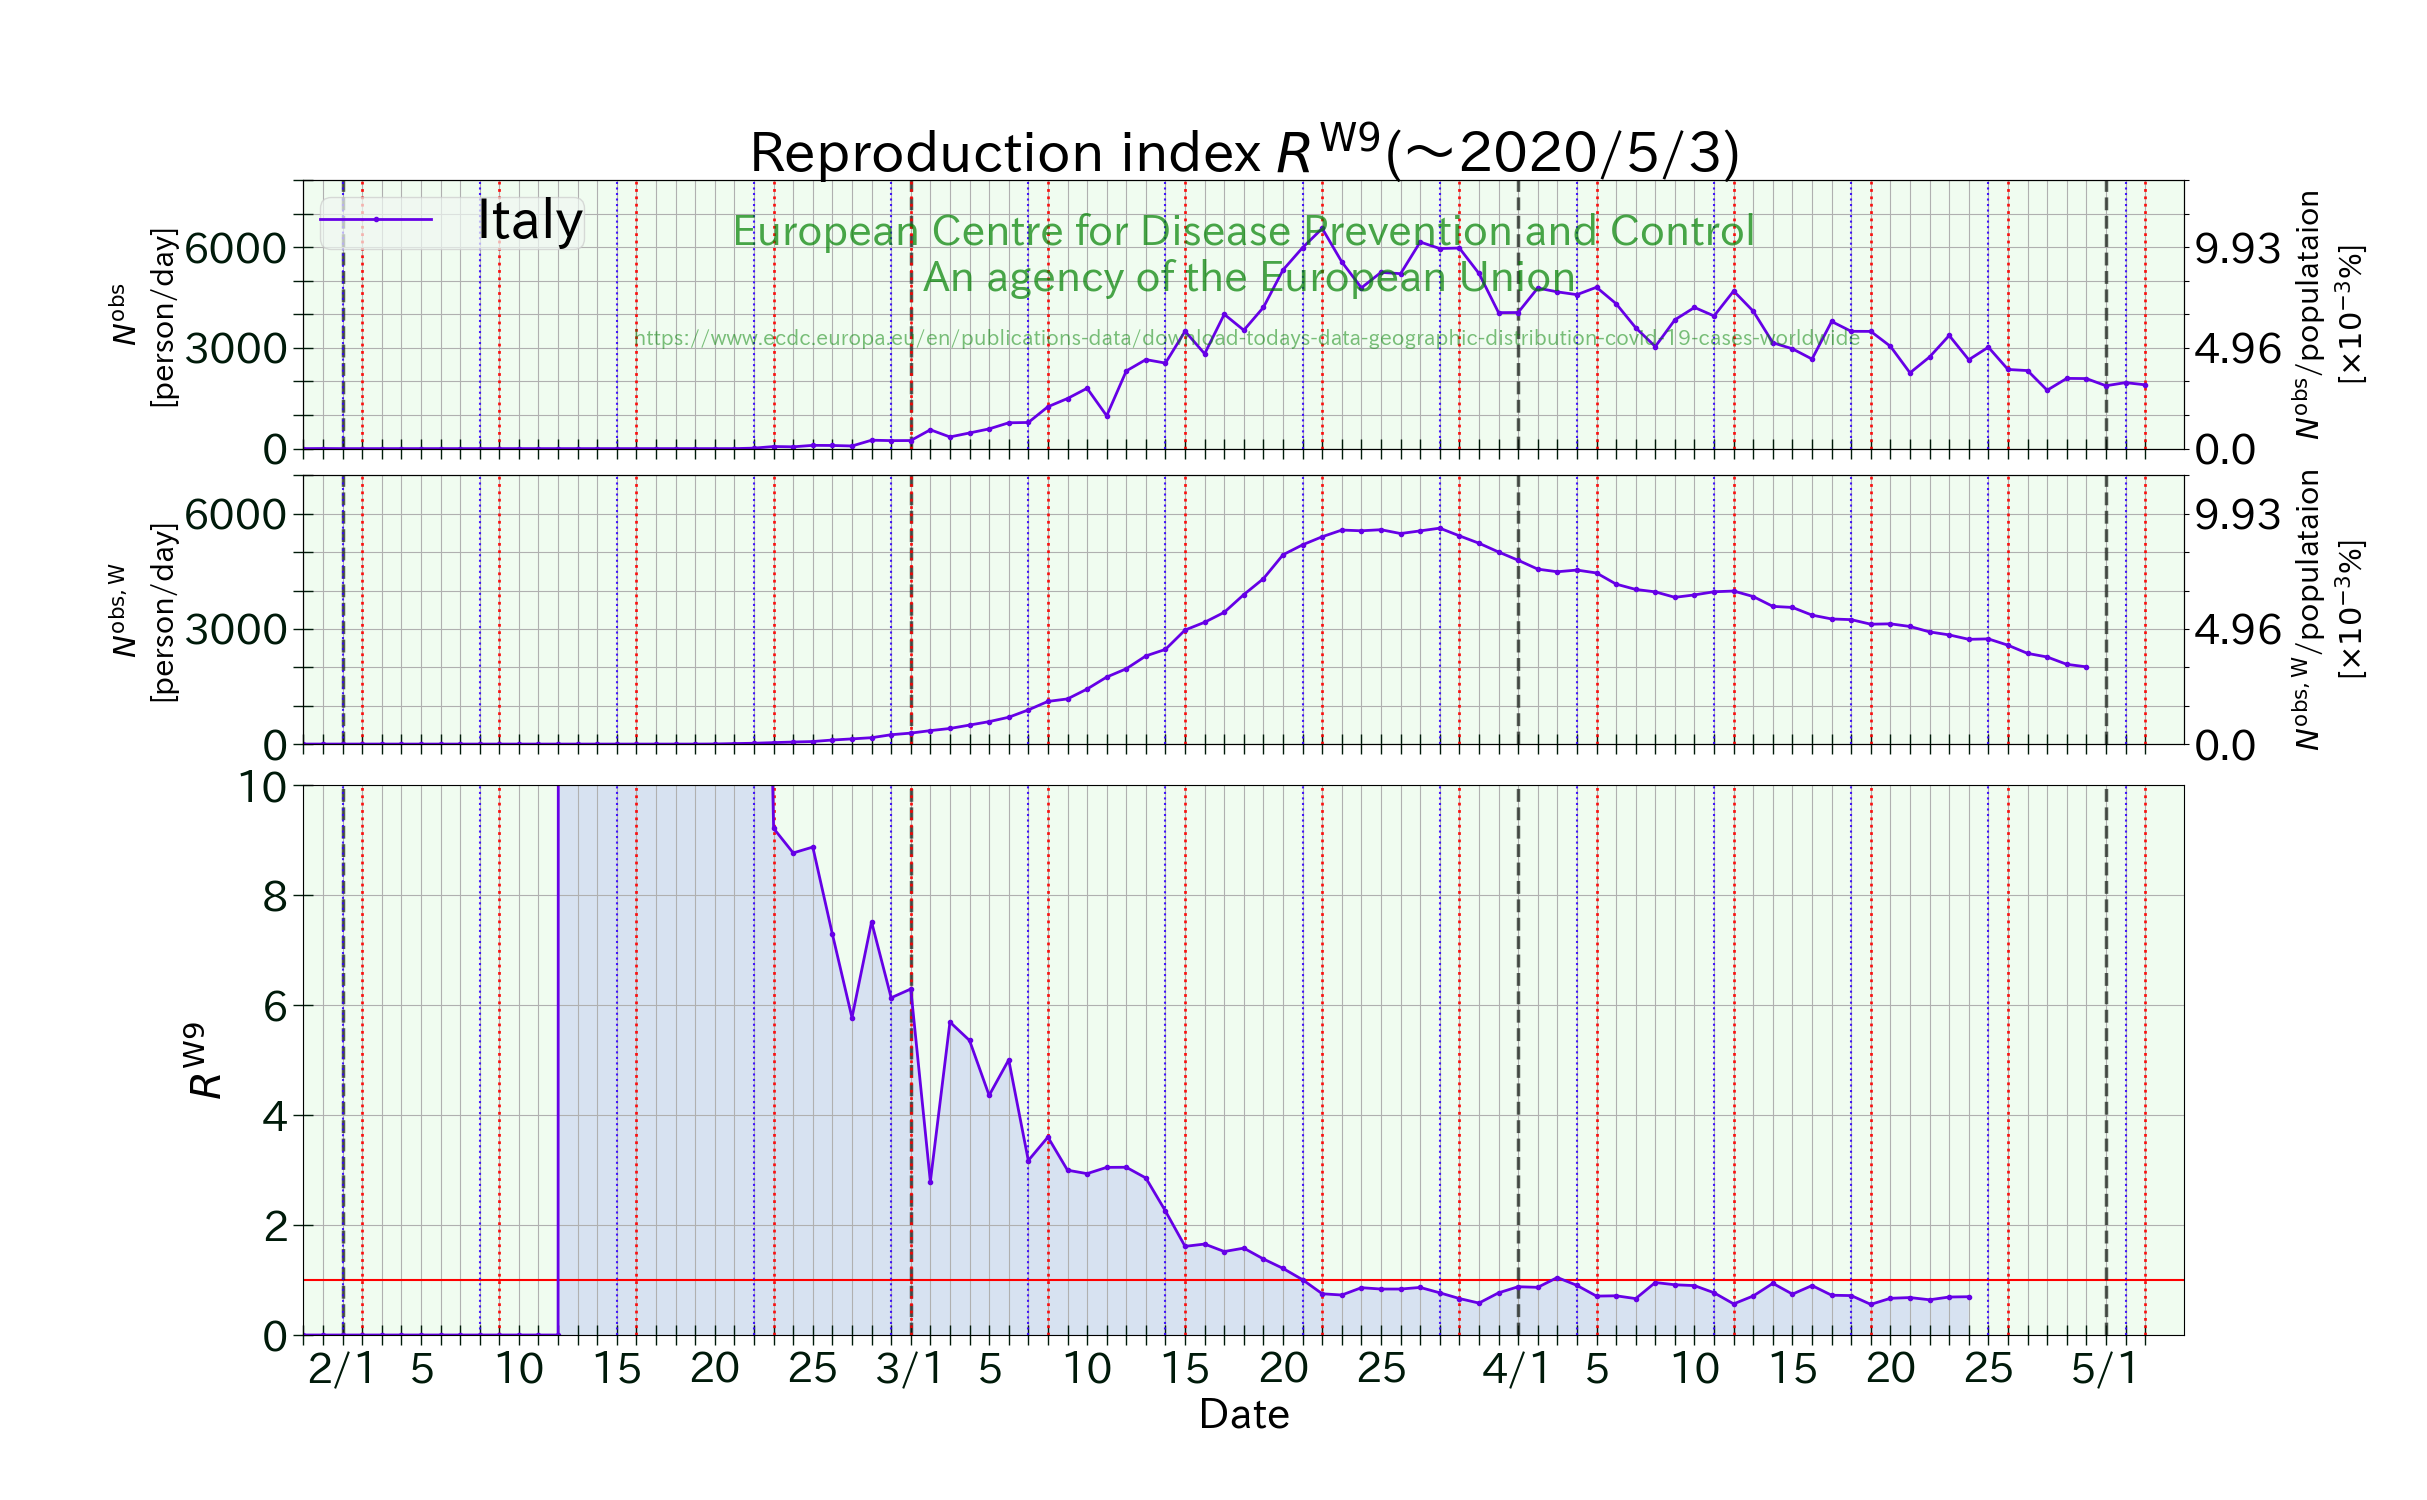 Reproduction index R^W9(～2020/5/3)
Italy
European Centre for Disease Prevention and Control
An agency of the European Union
https://www.ecdc.europa.eu/en/publications-data/download-todays-data-geographic-distribution-covid-19-cases-worldwide
N^obs
[person/day]
6000
3000
0
9.93
4.96
0.0
N^obs/populataion
[×10^−3%]
N^obs, W
[person/day]
6000
3000
0
9.93
4.96
0.0
N^obs, W/populataion
[×10^−3%]
R^W9
10
8
6
4
2
0
2/1 5 10 15 20 25 3/1 5 10 15 20 25 4/1 5 10 15 20 25 5/1
Date